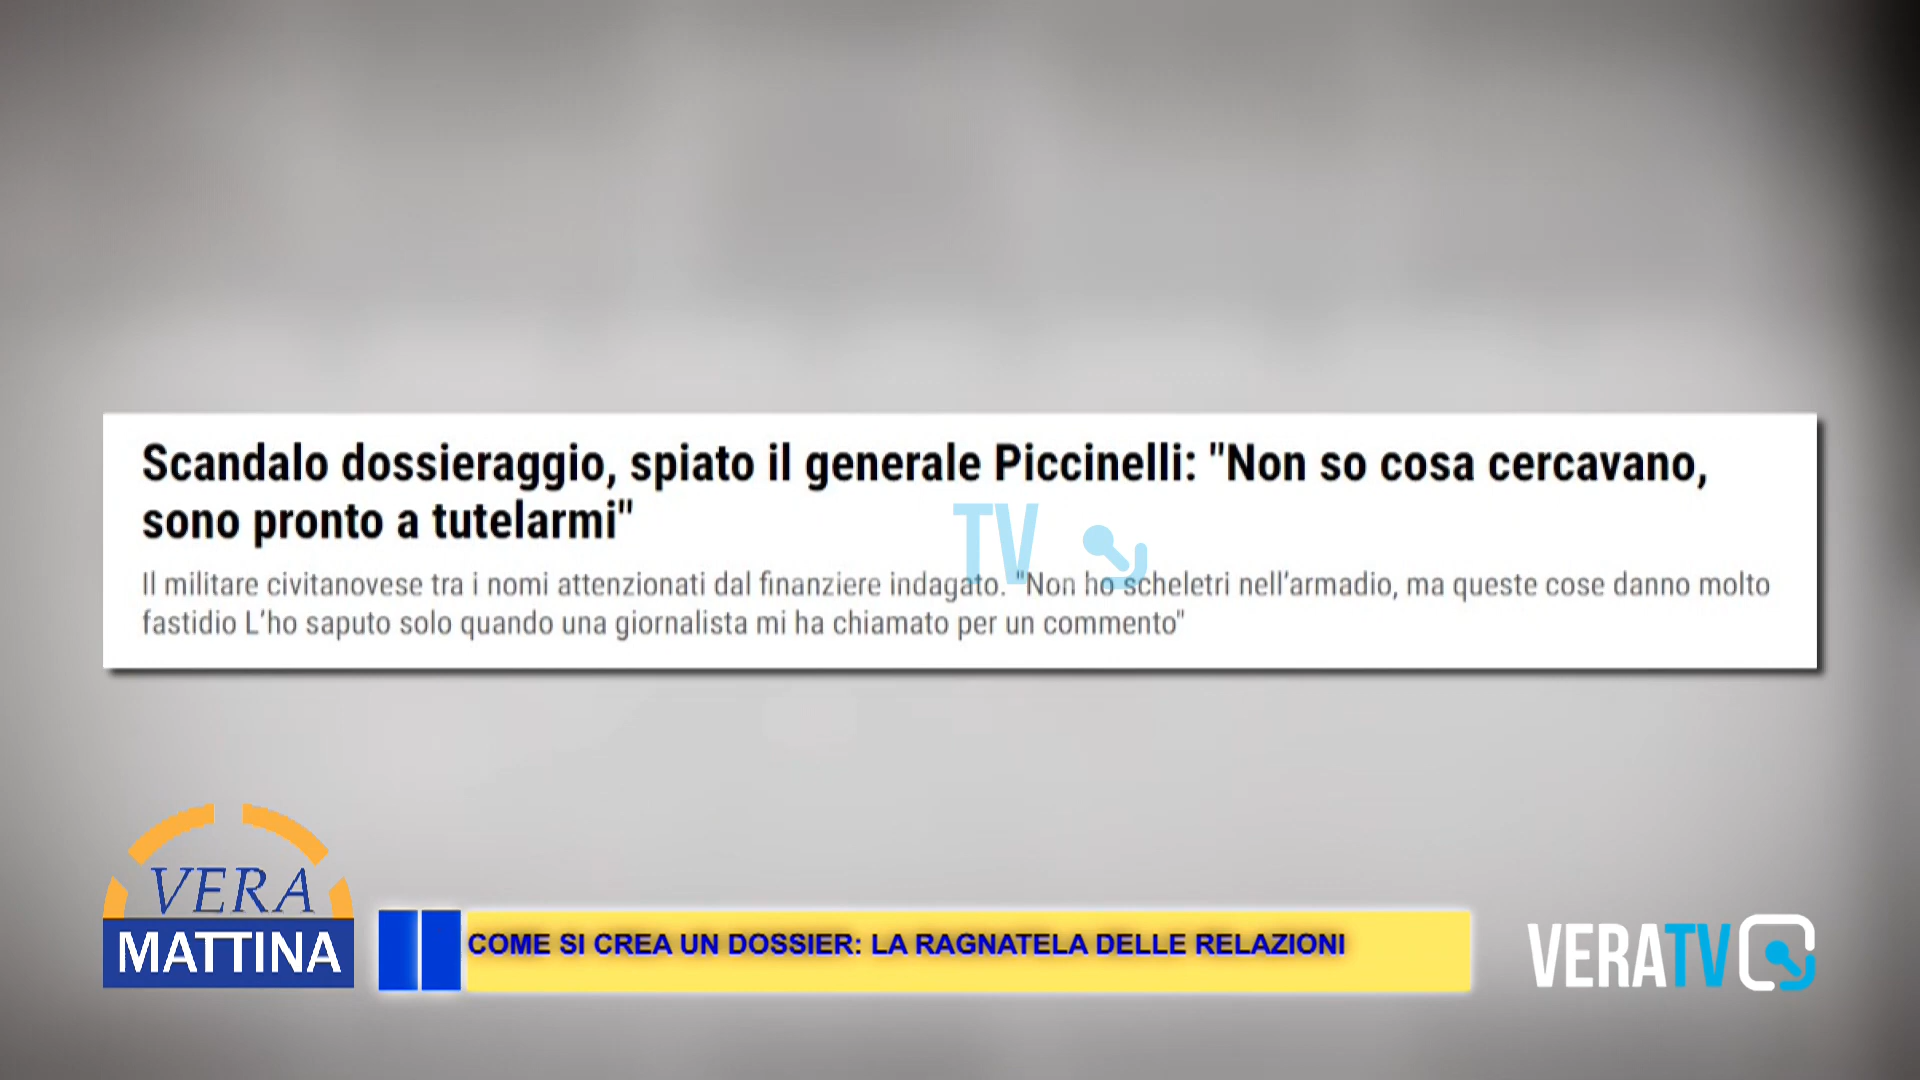 Scandalo dossieraggio, spiato il generale Piccinelli: "Non so cosa cercavano,
sono pronto a tutelarmi"
TV
Il militare civitanovese tra i nomi attenzionati dal finanziere indagato. "Non ho scheletri nell'armadio, ma queste cose danno molto
fastidio L'ho saputo solo quando una giornalista mi ha chiamato per un commento"
VERA
MATTINA
COME SI CREA UN DOSSIER: LA RAGNATELA DELLE RELAZIONI
VERATV